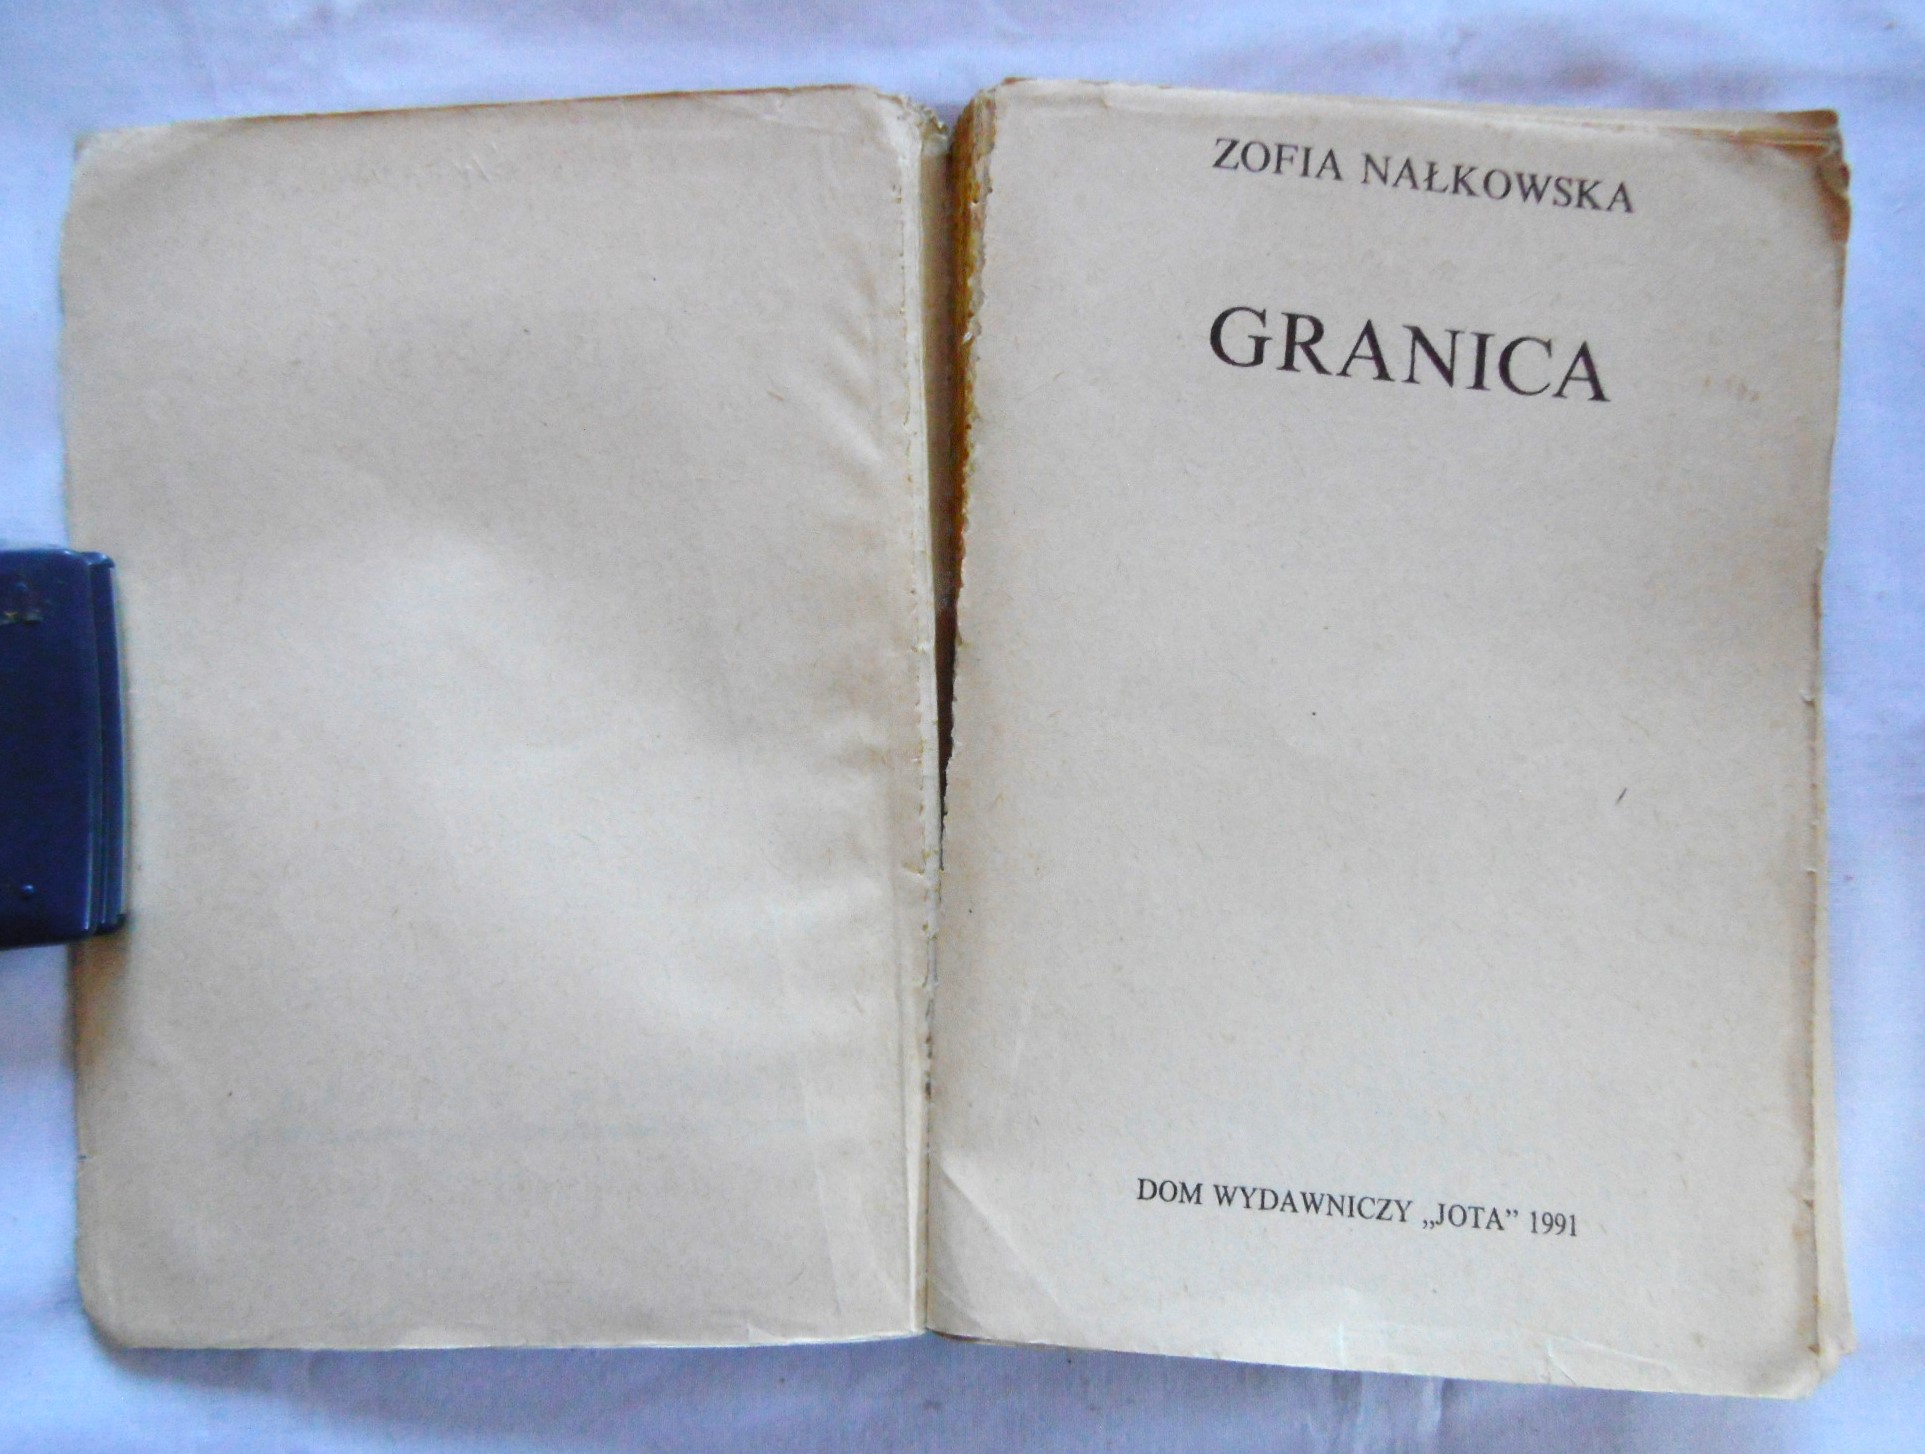 ZOFIA NAŁKOWSKA
GRANICA
DOM WYDAWNICZY „JOTA” 1991